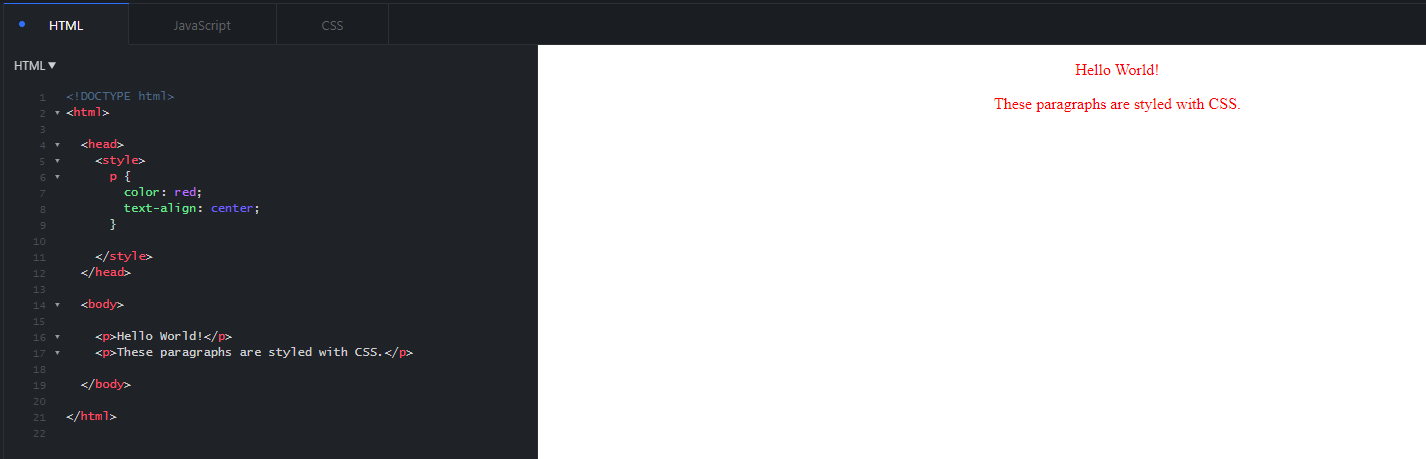 HTML JavaScript CSS
HTML ▼
1 <!DOCTYPE html>
2 ▾ <html>
3
4 ▾ <head>
5 ▾ <style>
6 ▾ p {
7 color: red;
8 text-align: center;
9 }
10
11 </style>
12 </head>
13
14 ▾ <body>
15
16 ▾ <p>Hello World!</p>
17 ▾ <p>These paragraphs are styled with CSS.</p>
18
19 </body>
20
21 </html>
22
Hello World!
These paragraphs are styled with CSS.